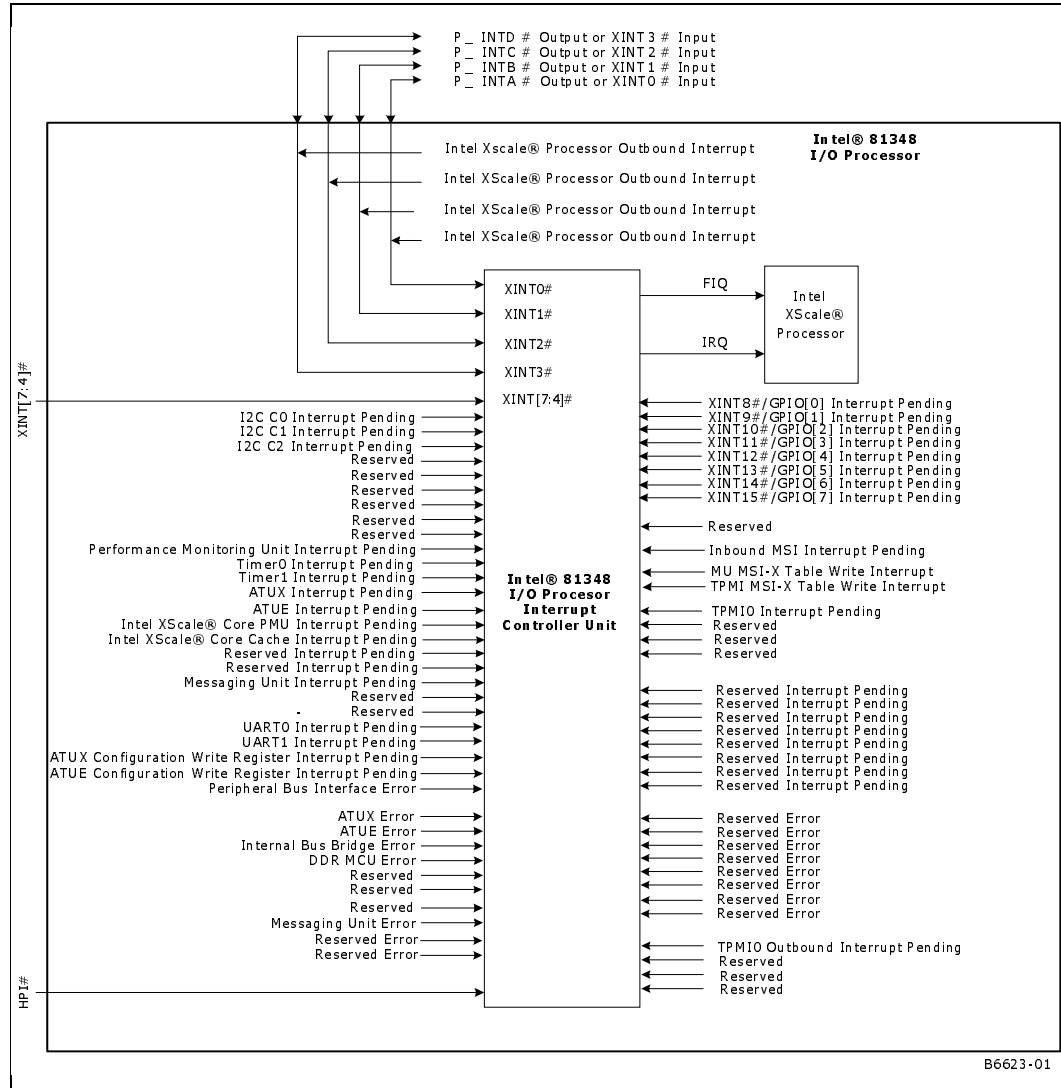 P_ INTD # Output or XINT3 # Input
P_ INTC # Output or XINT2 # Input
P_ INTB # Output or XINT1 # Input
P_ INTA # Output or XINT0 # Input
Intel® 81348
I/O Processor
Intel Xscale® Processor Outbound Interrupt
Intel XScale® Processor Outbound Interrupt
Intel XScale® Processor Outbound Interrupt
Intel XScale® Processor Outbound Interrupt
XINT0#
XINT1#
XINT2#
XINT3#
XINT[7:4]#
FIQ
IRQ
Intel
XScale®
Processor
XINT[7:4]#
I2C C0 Interrupt Pending
I2C C1 Interrupt Pending
I2C C2 Interrupt Pending
Reserved
Reserved
Reserved
Reserved
Reserved
Reserved
Performance Monitoring Unit Interrupt Pending
Timer0 Interrupt Pending
Timer1 Interrupt Pending
ATUX Interrupt Pending
ATUE Interrupt Pending
Intel XScale® Core PMU Interrupt Pending
Intel XScale® Core Cache Interrupt Pending
Reserved Interrupt Pending
Reserved Interrupt Pending
Messaging Unit Interrupt Pending
Reserved
- Reserved
UART0 Interrupt Pending
UART1 Interrupt Pending
ATUX Configuration Write Register Interrupt Pending
ATUE Configuration Write Register Interrupt Pending
Peripheral Bus Interface Error
ATUX Error
ATUE Error
Internal Bus Bridge Error
DDR MCU Error
Reserved
Reserved
Reserved
Messaging Unit Error
Reserved Error
Reserved Error
HPI#
Intel® 81348
I/O Procesor
Interrupt
Controller Unit
XINT8#/GPIO[0] Interrupt Pending
XINT9#/GPIO[1] Interrupt Pending
XINT10#/GPIO[2] Interrupt Pending
XINT11#/GPIO[3] Interrupt Pending
XINT12#/GPIO[4] Interrupt Pending
XINT13#/GPIO[5] Interrupt Pending
XINT14#/GPIO[6] Interrupt Pending
XINT15#/GPIO[7] Interrupt Pending
Reserved
Inbound MSI Interrupt Pending
MU MSI-X Table Write Interrupt
TPMI MSI-X Table Write Interrupt
TPMI0 Interrupt Pending
Reserved
Reserved
Reserved
Reserved Interrupt Pending
Reserved Interrupt Pending
Reserved Interrupt Pending
Reserved Interrupt Pending
Reserved Interrupt Pending
Reserved Interrupt Pending
Reserved Interrupt Pending
Reserved Interrupt Pending
Reserved Error
Reserved Error
Reserved Error
Reserved Error
Reserved Error
Reserved Error
Reserved Error
Reserved Error
TPMI0 Outbound Interrupt Pending
Reserved
Reserved
Reserved
B6623-01